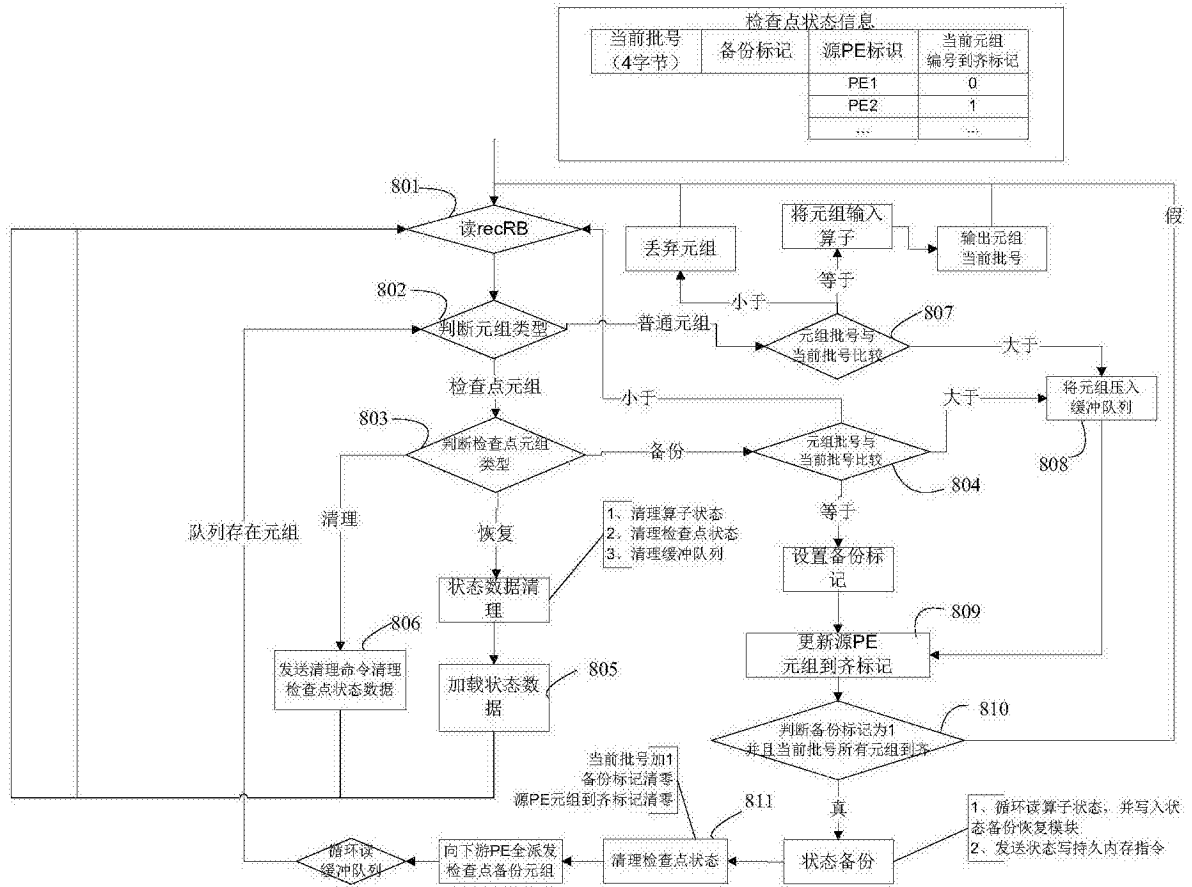 检查点状态信息
当前批号
（4字节）
备份标记
源PE标识
当前元组
编号到齐标记
PE1
0
PE2
1
...
...
801
读recRB
假
将元组输入
算子
丢弃元组
输出元组
当前批号
等于
小于
802
判断元组类型
普通元组
元组批号与
当前批号比较
807
大于
检查点元组
小于
大于
将元组压入
缓冲队列
808
803
判断检查点元组
类型
备份
元组批号与
当前批号比较
804
等于
队列存在元组
清理
恢复
1、清理算子状态
2、清理检查点状态
3、清理缓冲队列
设置备份标
记
状态数据清
理
809
更新源PE
元组到齐标记
806
发送清理命令清理
检查点状态数据
805
加载状态数
据
810
判断备份标记为1
并且当前批号所有元组到齐
当前批号加1
备份标记清零
源PE元组到齐标记清零
811
真
1、循环读算子状态，并写入状
态备份恢复模块
2、发送状态写持久内存指令
循环读
缓冲队列
向下游PE全派发
检查点备份元组
清理检查点状态
状态备份